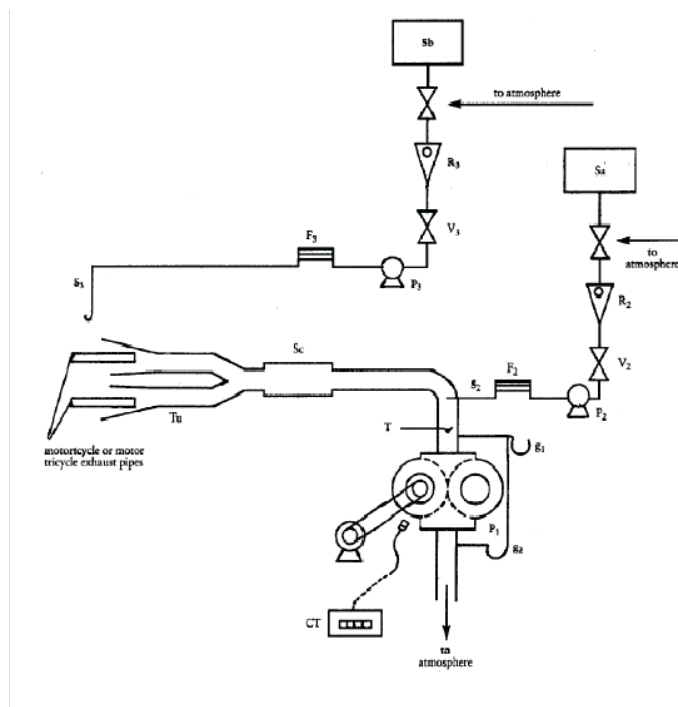 Sb
to atmosphere
R3
Sa
V3
F3
to
atmosphere
S3
P3
R2
Sc
V2
S2
F2
Tu
T
P2
g1
motortcycle or motor
tricycle exhaust pipes
P1
g2
CT
to
atmosphere